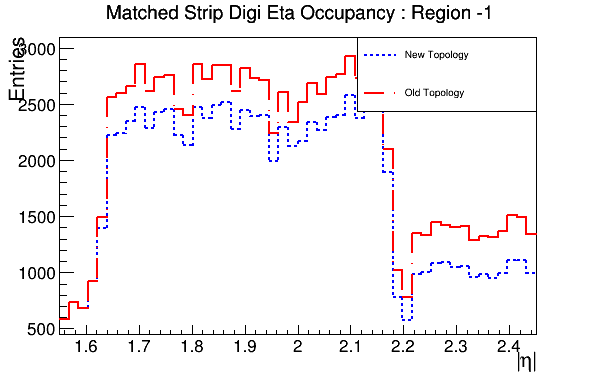 Matched Strip Digi Eta Occupancy : Region -1
Entries
3000
2500
2000
1500
1000
500
New Topology
Old Topology
1.6 1.7 1.8 1.9 2 2.1 2.2 2.3 2.4
|η|